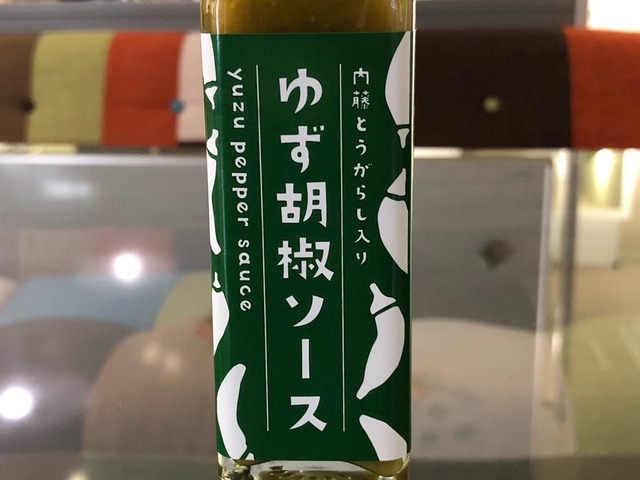 内藤とうがらし入り
ゆず胡椒ソース
yuzu pepper sauce